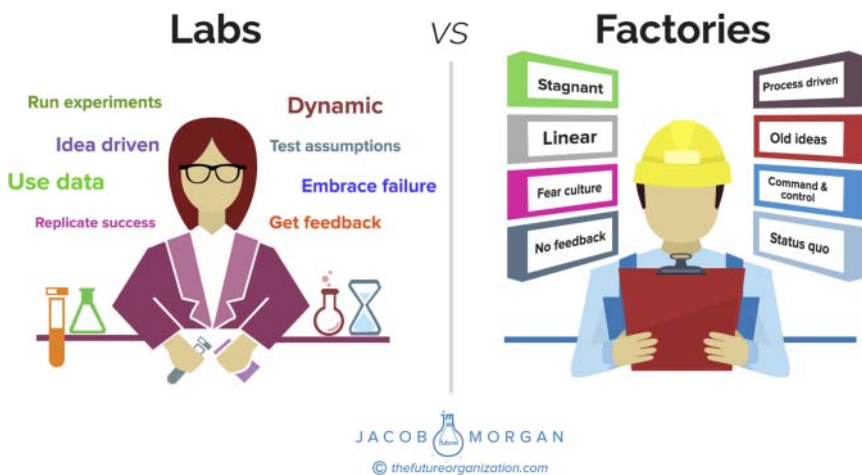 Labs
VS
Factories
Run experiments
Dynamic
Idea driven
Test assumptions
Use data
Embrace failure
Replicate success
Get feedback
Stagnant
Process driven
Linear
Old ideas
Fear culture
Command &
control
No feedback
Status quo
JACOB MORGAN
© thefutureorganization.com